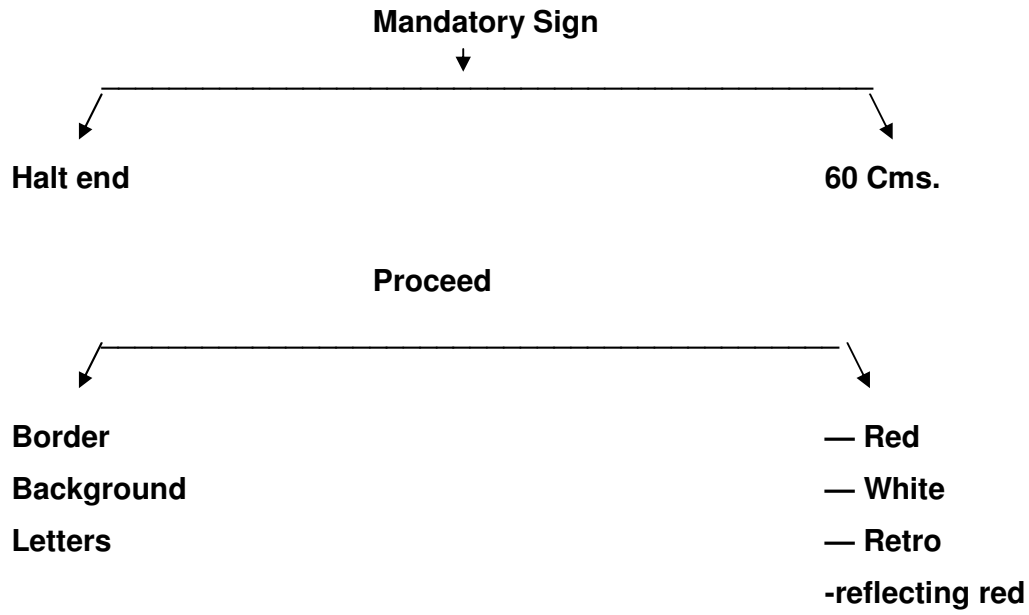 Mandatory Sign
Halt end 60 Cms.
Proceed
Border — Red
Background — White
Letters — Retro
-reflecting red